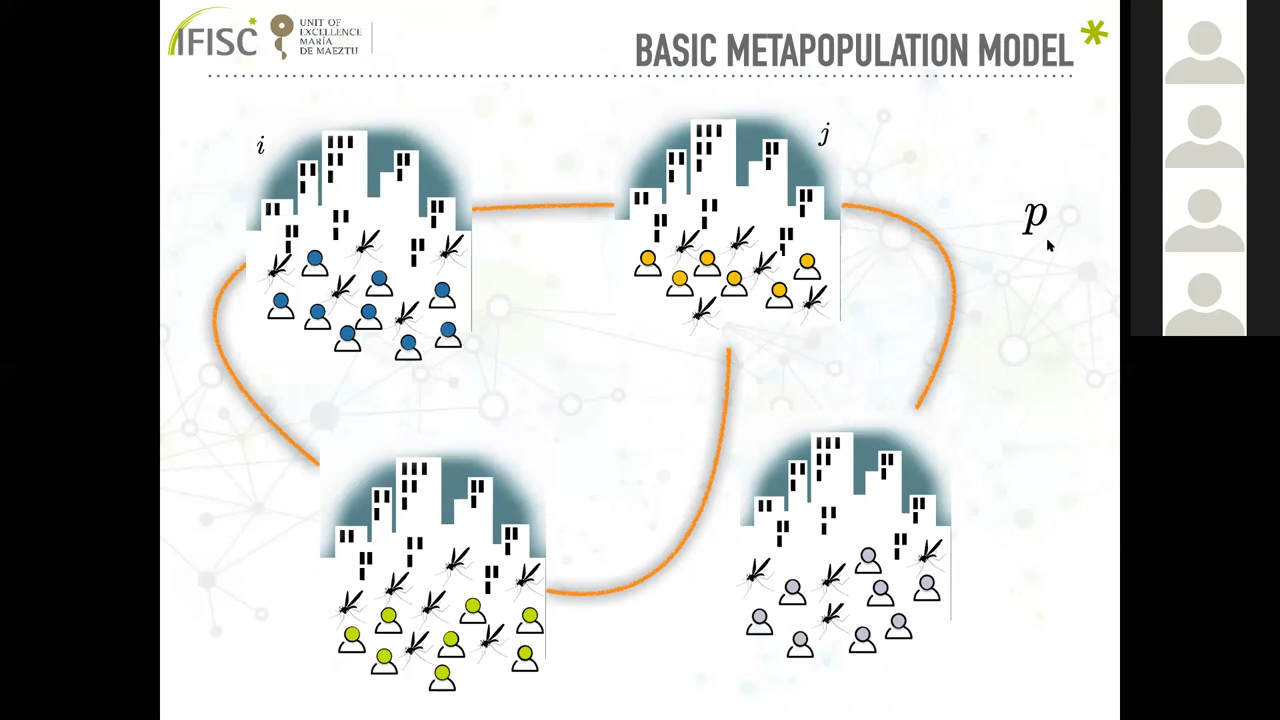 IFISC
UNIT OF
EXCELLENCE
MARÍA
DE MAEZTU
BASIC METAPOPULATION MODEL
i
j
p